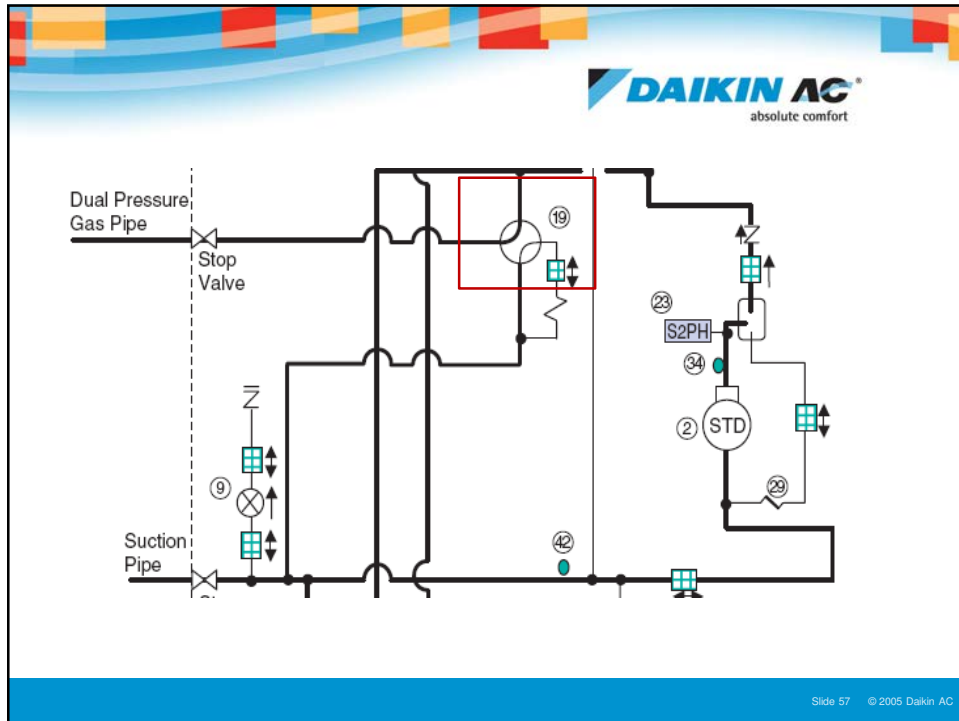 DAIKIN AC®
absolute comfort
Dual Pressure
Gas Pipe
Stop
Valve
19
23
S2PH
34
2
STD
29
9
42
Suction
Pipe
Slide 57 © 2005 Daikin AC